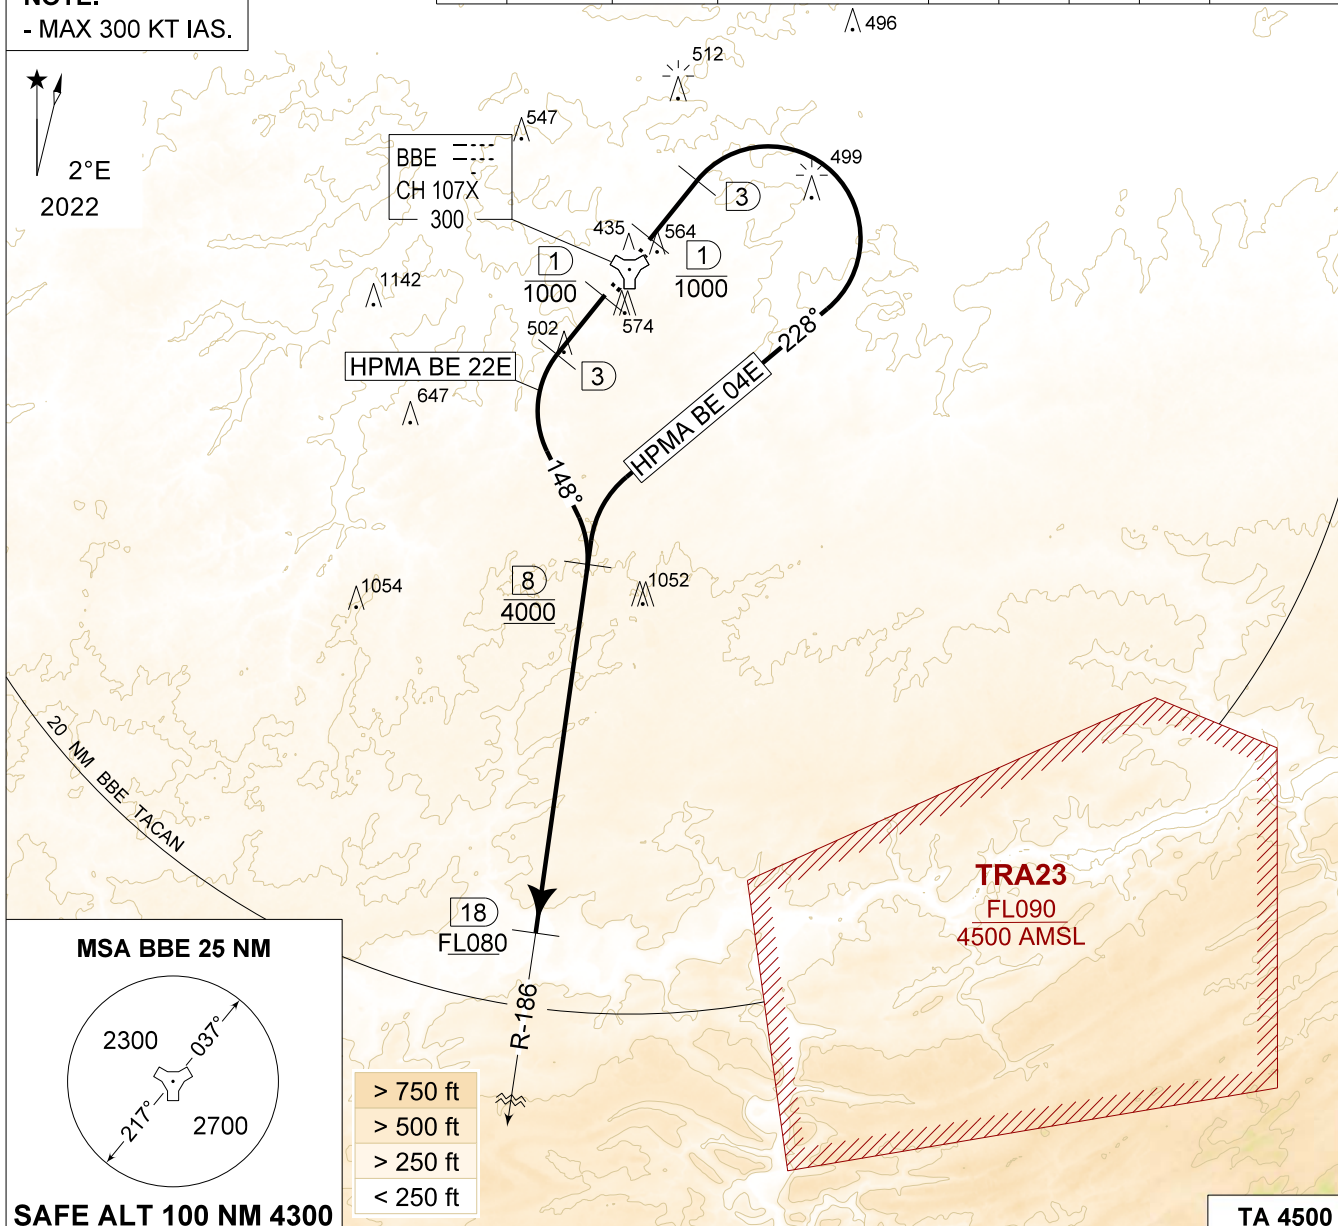 NOTE:
- MAX 300 KT IAS.
2°E
2022
496
512
547
499
BBE
CH 107X
300
435
564
1
1000
1
1000
3
1142
502
574
3
HPMA BE 22E
647
228°
HPMA BE 04E
148°
8
4000
1054
1052
20 NM BBE TACAN
18
FL080
R-186
TRA23
FL090
4500 AMSL
MSA BBE 25 NM
2300
037°
217°
2700
SAFE ALT 100 NM 4300
> 750 ft
> 500 ft
> 250 ft
< 250 ft
TA 4500